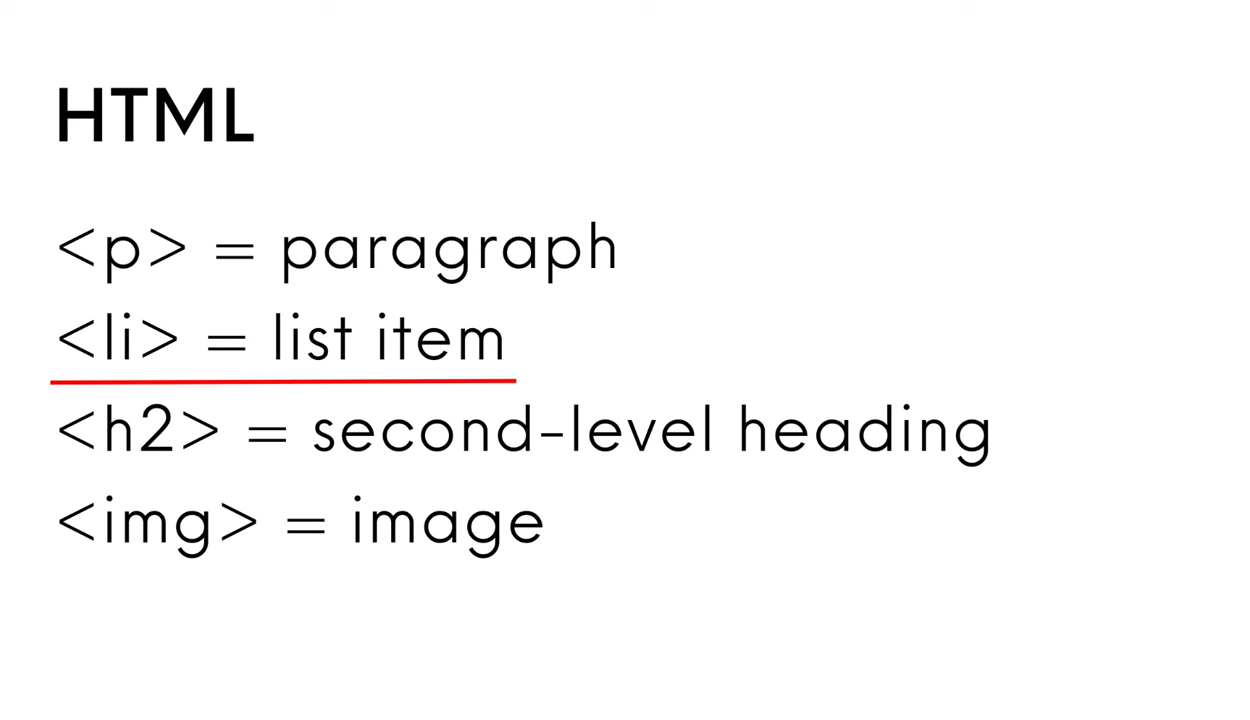 HTML
<p> = paragraph
<li> = list item
<h2> = second-level heading
<img> = image